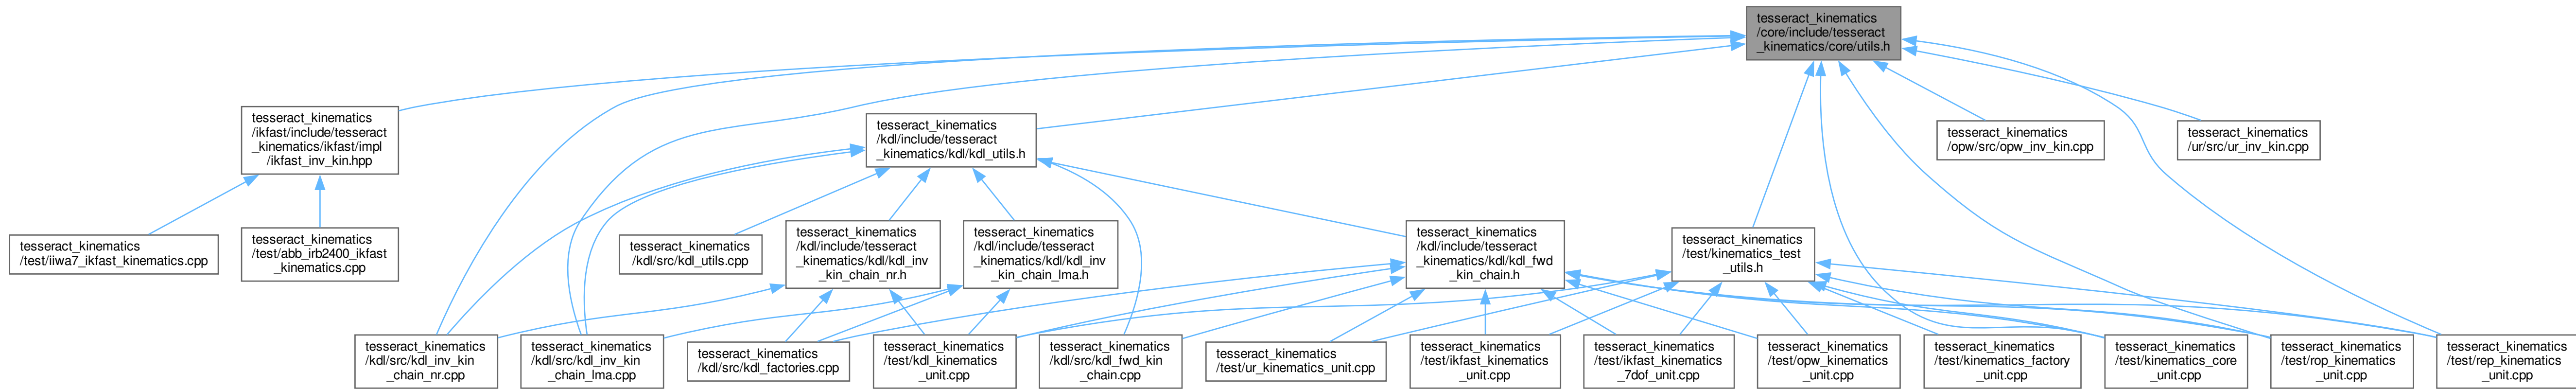 tesseract_kinematics
/core/include/tesseract
_kinematics/core/utils.h
tesseract_kinematics
/ikfast/include/tesseract
_kinematics/ikfast/impl
/ikfast_inv_kin.hpp
tesseract_kinematics
/kdl/include/tesseract
_kinematics/kdl/kdl_utils.h
tesseract_kinematics
/opw/src/opw_inv_kin.cpp
tesseract_kinematics
/ur/src/ur_inv_kin.cpp
tesseract_kinematics
/test/iiwa7_ikfast_kinematics.cpp
tesseract_kinematics
/test/abb_irb2400_ikfast
_kinematics.cpp
tesseract_kinematics
/kdl/src/kdl_utils.cpp
tesseract_kinematics
/kdl/include/tesseract
_kinematics/kdl/kdl_inv
_kin_chain_nr.h
tesseract_kinematics
/kdl/include/tesseract
_kinematics/kdl/kdl_inv
_kin_chain_lma.h
tesseract_kinematics
/kdl/include/tesseract
_kinematics/kdl/kdl_fwd
_kin_chain.h
tesseract_kinematics
/test/kinematics_test
_utils.h
tesseract_kinematics
/kdl/src/kdl_inv_kin
_chain_nr.cpp
tesseract_kinematics
/kdl/src/kdl_inv_kin
_chain_lma.cpp
tesseract_kinematics
/kdl/src/kdl_factories.cpp
tesseract_kinematics
/test/kdl_kinematics
_unit.cpp
tesseract_kinematics
/kdl/src/kdl_fwd_kin
_chain.cpp
tesseract_kinematics
/test/ur_kinematics_unit.cpp
tesseract_kinematics
/test/ikfast_kinematics
_unit.cpp
tesseract_kinematics
/test/ikfast_kinematics
_7dof_unit.cpp
tesseract_kinematics
/test/opw_kinematics
_unit.cpp
tesseract_kinematics
/test/kinematics_factory
_unit.cpp
tesseract_kinematics
/test/kinematics_core
_unit.cpp
tesseract_kinematics
/test/rop_kinematics
_unit.cpp
tesseract_kinematics
/test/rep_kinematics
_unit.cpp